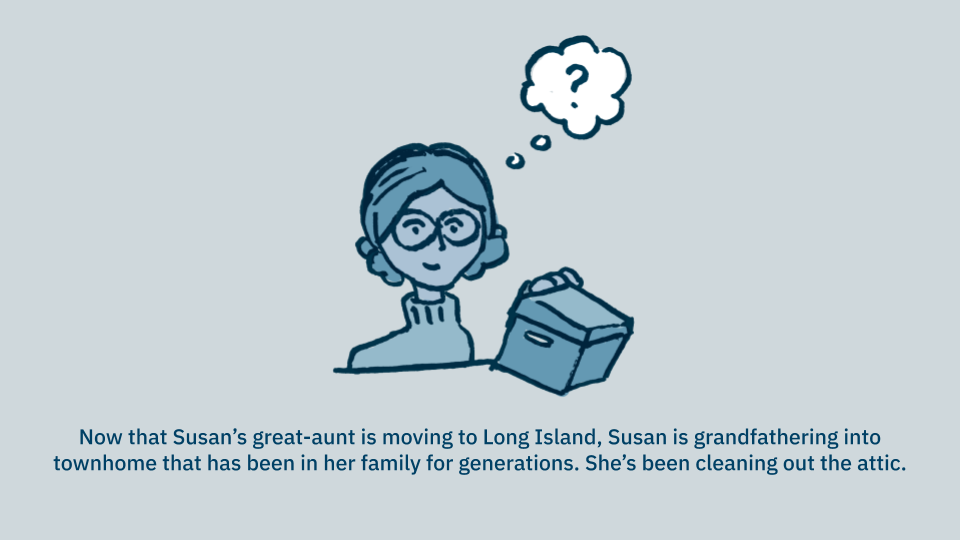 ?
Now that Susan’s great-aunt is moving to Long Island, Susan is grandfathering into
townhome that has been in her family for generations. She’s been cleaning out the attic.